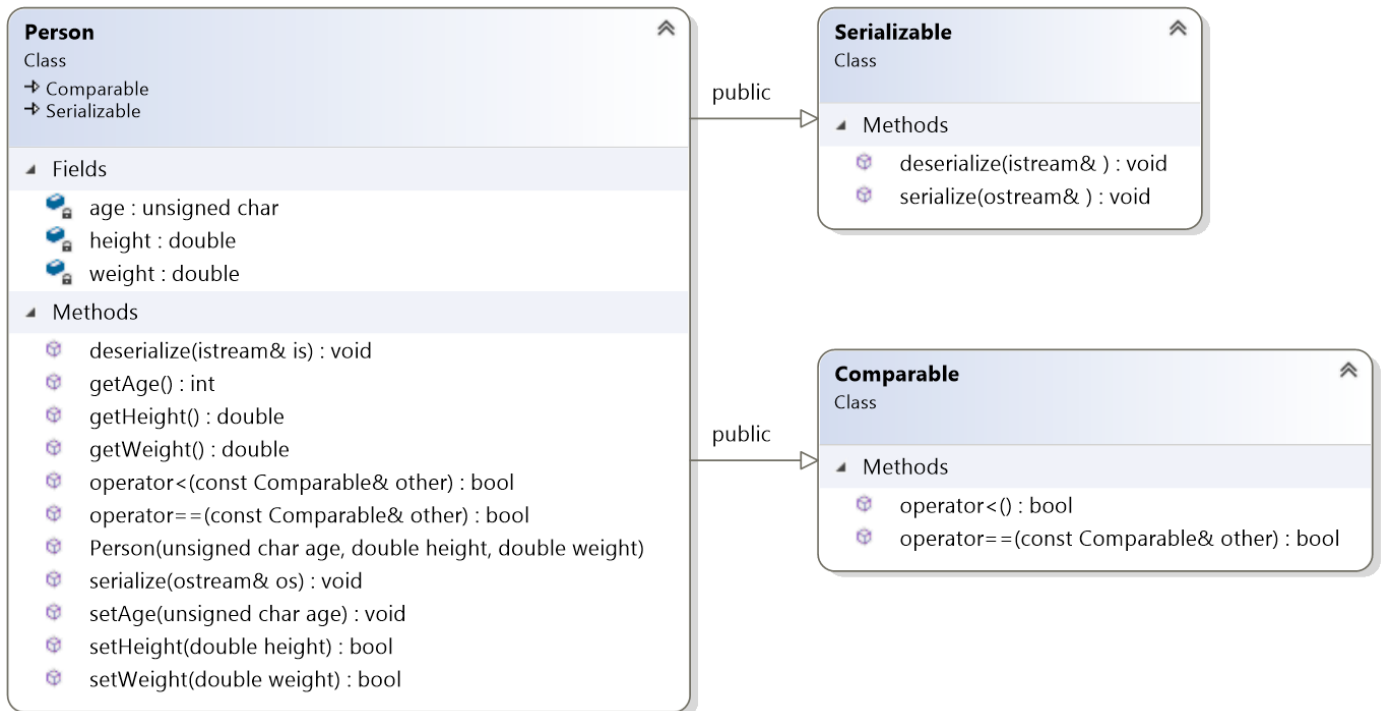 Person
Class
Comparable
Serializable
Fields
age : unsigned char
height : double
weight : double
Methods
deserialize(istream& is) : void
getAge() : int
getHeight() : double
getWeight() : double
operator<(const Comparable& other) : bool
operator==(const Comparable& other) : bool
Person(unsigned char age, double height, double weight)
serialize(ostream& os) : void
setAge(unsigned char age) : void
setHeight(double height) : bool
setWeight(double weight) : bool
public
Serializable
Class
Methods
deserialize(istream& ) : void
serialize(ostream& ) : void
public
Comparable
Class
Methods
operator<() : bool
operator==(const Comparable& other) : bool